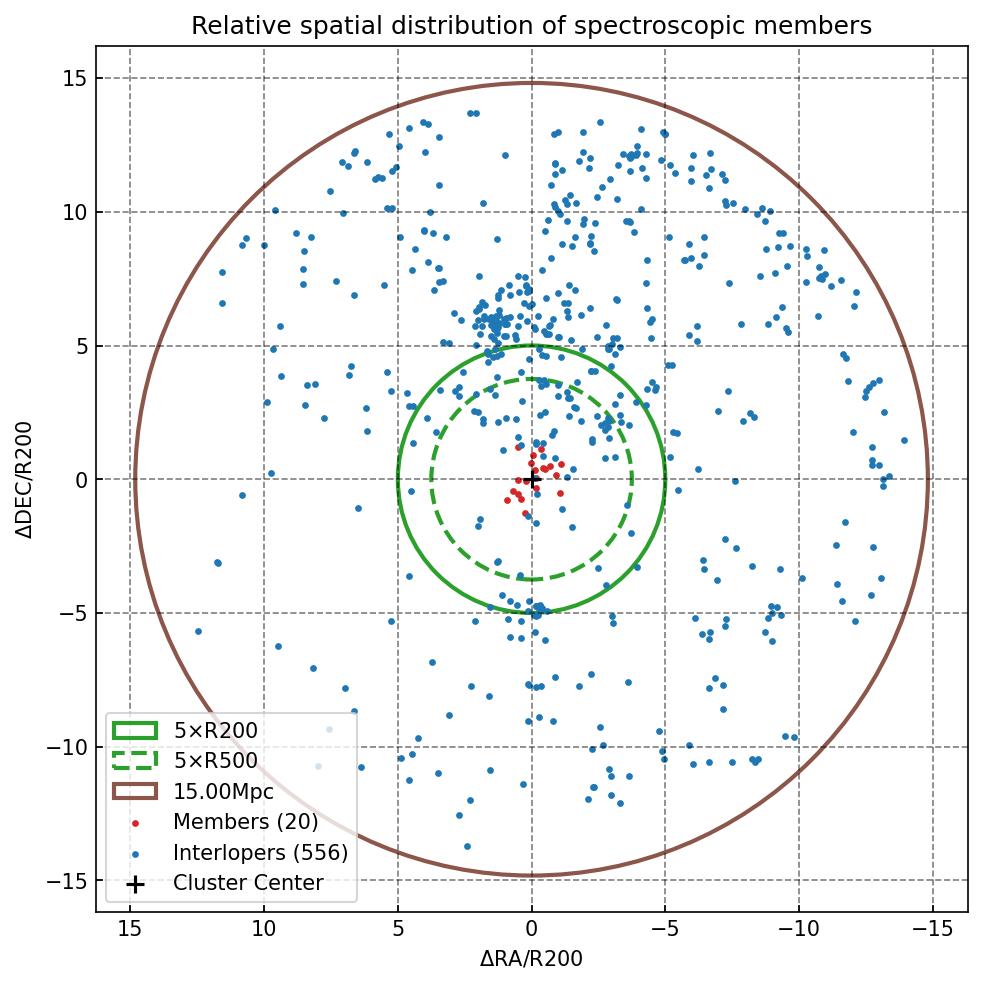 Relative spatial distribution of spectroscopic members
15
10
5
0
−5
−10
−15
ΔDEC/R200
5×R200
5×R500
15.00Mpc
Members (20)
Interlopers (556)
Cluster Center
15
10
5
0
−5
−10
−15
ΔRA/R200